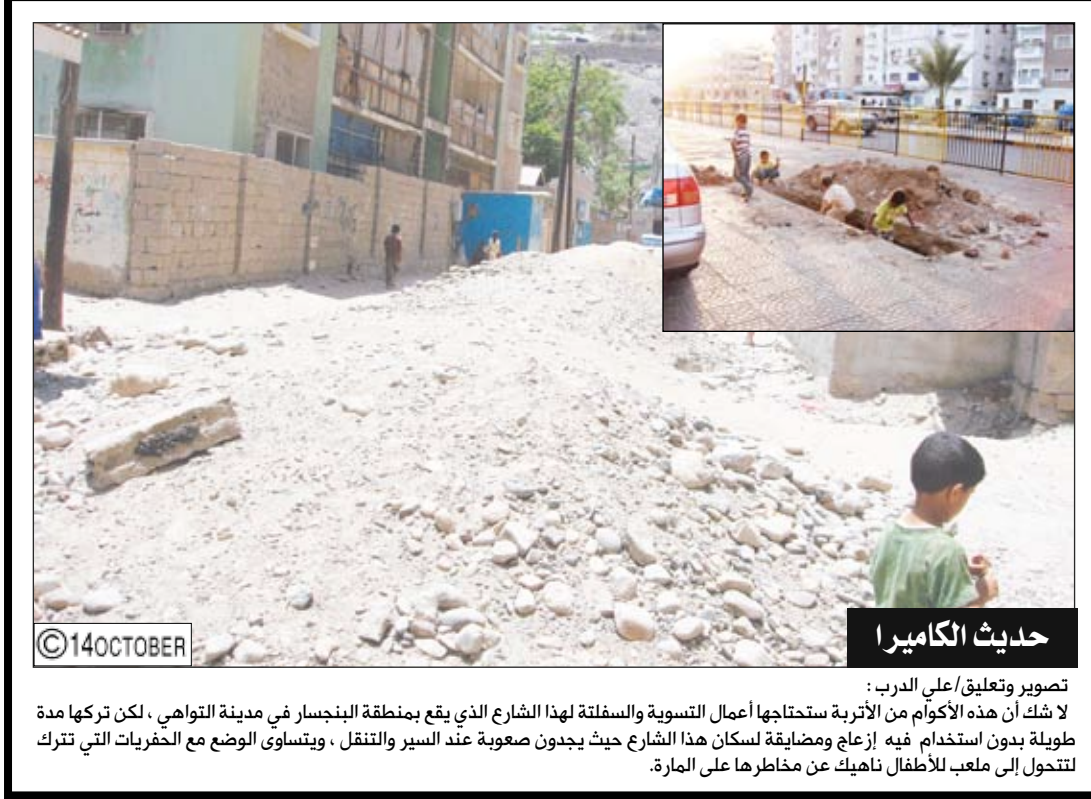 ©14OCTOBER
حديث الكاميرا
تصوير وتعليق/علي الدرب :
لا شك أن هذه الأكوام من الأتربة ستحتاجها أعمال التسوية والسفلتة لهذا الشارع الذي يقع بمنطقة البنجسار في مدينة التواهي ، لكن تركها مدة
طويلة بدون استخدام فيه إزعاج ومضايقة لسكان هذا الشارع حيث يجدون صعوبة عند السير والتنقل ، ويتساوى الوضع مع الحفريات التي تترك
لتتحول إلى ملعب للأطفال ناهيك عن مخاطرها على المارة.